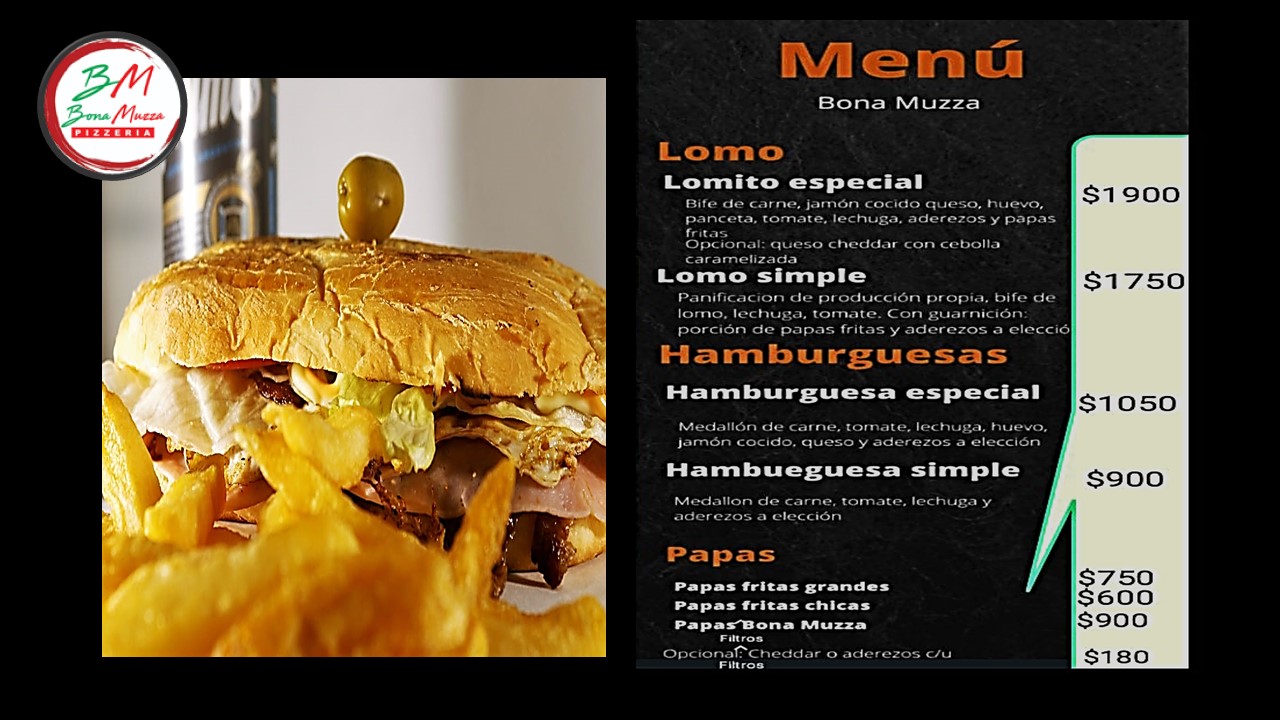 BM
Bona Muzza
PIZZERIA
Menú
Bona Muzza
Lomo
Lomito especial
$1900
Bife de carne, jamón cocido queso, huevo,
panceta, tomate, lechuga, aderezos y papas
fritas
Opcional: queso cheddar con cebolla
caramelizada
Lomo simple
$1750
Panificacion de producción propia, bife de
lomo, lechuga, tomate. Con guarnición:
porción de papas fritas y aderezos a elecció
Hamburguesas
Hamburguesa especial
$1050
Medallón de carne, tomate, lechuga, huevo,
jamón cocido, queso y aderezos a elección
Hambueguesa simple
$900
Medallon de carne, tomate, lechuga y
aderezos a elección
Papas
Papas fritas grandes
$750
Papas fritas chicas
$600
Papas Bona Muzza
$900
Filtros
Opcional: Cheddar o aderezos c/u
$180
Filtros